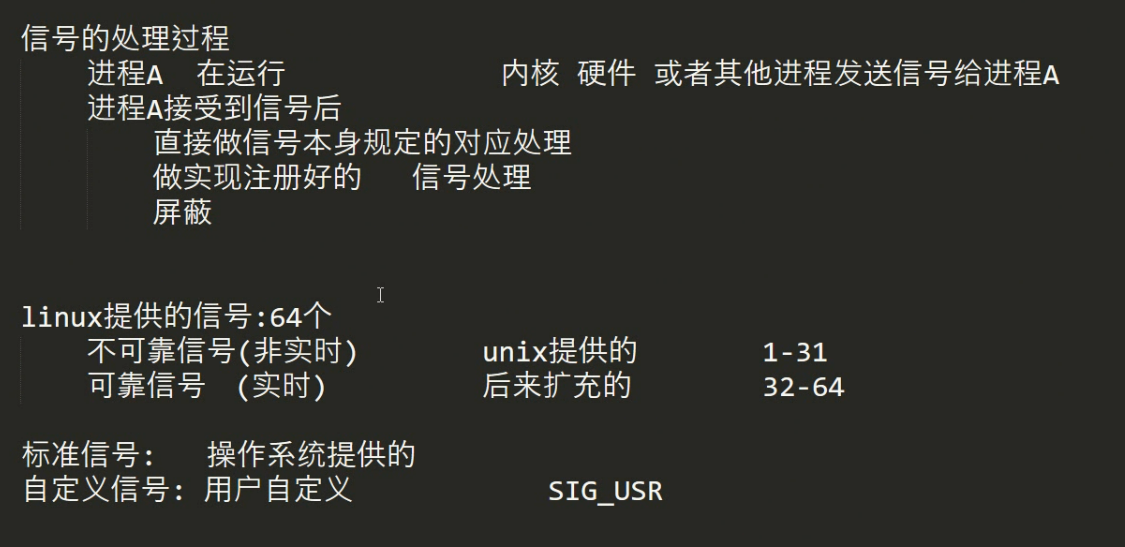 信号的处理过程
进程A 在运行 内核 硬件 或者其他进程发送信号给进程A
进程A接受到信号后
直接做信号本身规定的对应处理
做实现注册好的 信号处理
屏蔽
linux提供的信号:64个
不可靠信号(非实时) unix提供的 1-31
可靠信号 (实时) 后来扩充的 32-64
标准信号: 操作系统提供的
自定义信号: 用户自定义 SIG_USR